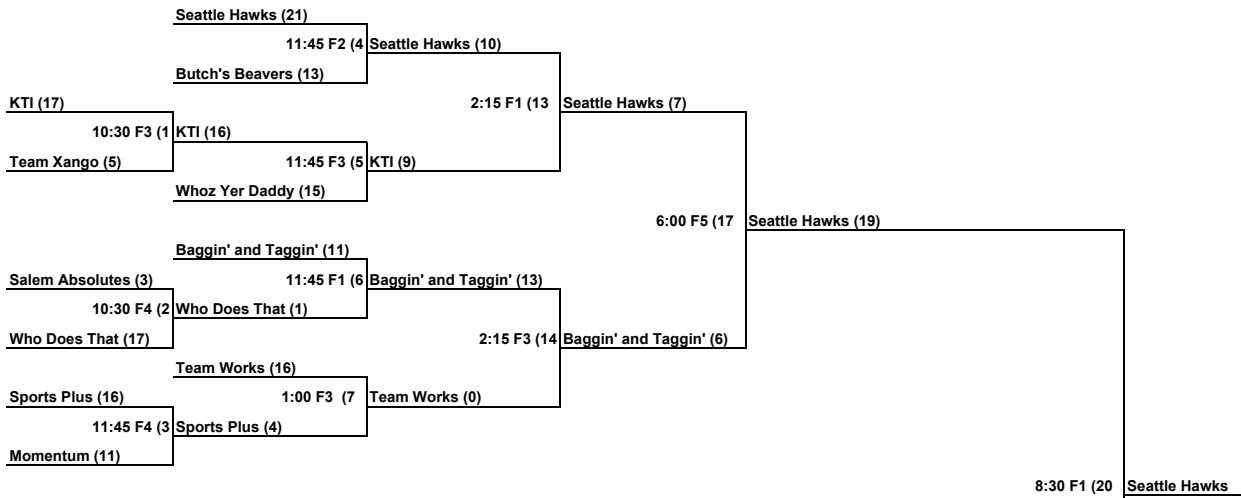 Seattle Hawks (21)
11:45 F2 (4 Seattle Hawks (10)
Butch's Beavers (13)
KTI (17) 2:15 F1 (13 Seattle Hawks (7)
10:30 F3 (1 KTI (16)
Team Xango (5) 11:45 F3 (5 KTI (9)
Whoz Yer Daddy (15)
6:00 F5 (17 Seattle Hawks (19)
Baggin' and Taggin' (11)
Salem Absolutes (3) 11:45 F1 (6 Baggin' and Taggin' (13)
10:30 F4 (2 Who Does That (1)
Who Does That (17) 2:15 F3 (14 Baggin' and Taggin' (6)
Team Works (16)
Sports Plus (16) 1:00 F3 (7 Team Works (0)
11:45 F4 (3 Sports Plus (4)
Momentum (11)
8:30 F1 (20 Seattle Hawks